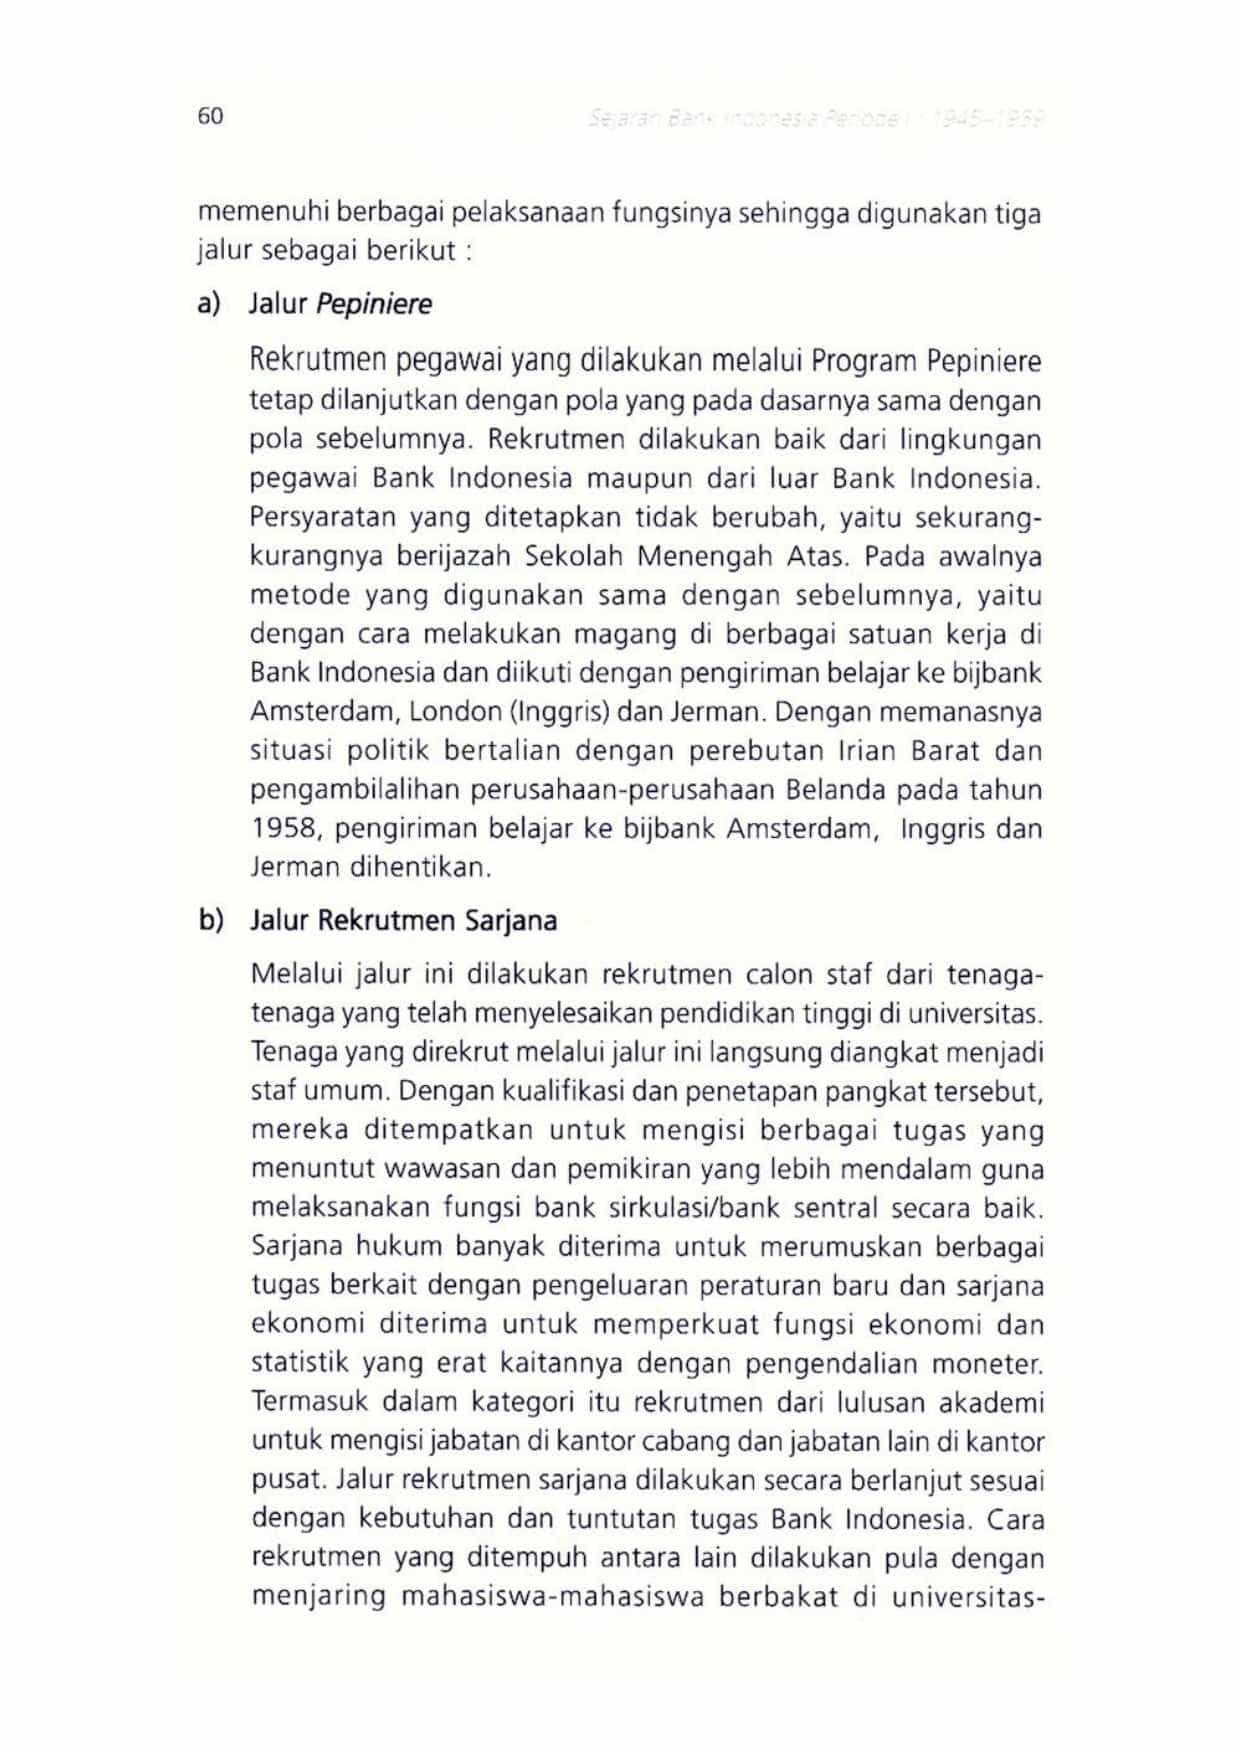 60 Sejarah Bank Indonesia Periode I : 1945–1959
memenuhi berbagai pelaksanaan fungsinya sehingga digunakan tiga
jalur sebagai berikut :
a) Jalur Pepiniere
Rekrutmen pegawai yang dilakukan melalui Program Pepiniere
tetap dilanjutkan dengan pola yang pada dasarnya sama dengan
pola sebelumnya. Rekrutmen dilakukan baik dari lingkungan
pegawai Bank Indonesia maupun dari luar Bank Indonesia.
Persyaratan yang ditetapkan tidak berubah, yaitu sekurang-
kurangnya berijazah Sekolah Menengah Atas. Pada awalnya
metode yang digunakan sama dengan sebelumnya, yaitu
dengan cara melakukan magang di berbagai satuan kerja di
Bank Indonesia dan diikuti dengan pengiriman belajar ke bijbank
Amsterdam, London (Inggris) dan Jerman. Dengan memanasnya
situasi politik bertalian dengan perebutan Irian Barat dan
pengambilalihan perusahaan-perusahaan Belanda pada tahun
1958, pengiriman belajar ke bijbank Amsterdam, Inggris dan
Jerman dihentikan.
b) Jalur Rekrutmen Sarjana
Melalui jalur ini dilakukan rekrutmen calon staf dari tenaga-
tenaga yang telah menyelesaikan pendidikan tinggi di universitas.
Tenaga yang direkrut melalui jalur ini langsung diangkat menjadi
staf umum. Dengan kualifikasi dan penetapan pangkat tersebut,
mereka ditempatkan untuk mengisi berbagai tugas yang
menuntut wawasan dan pemikiran yang lebih mendalam guna
melaksanakan fungsi bank sirkulasi/bank sentral secara baik.
Sarjana hukum banyak diterima untuk merumuskan berbagai
tugas berkait dengan pengeluaran peraturan baru dan sarjana
ekonomi diterima untuk memperkuat fungsi ekonomi dan
statistik yang erat kaitannya dengan pengendalian moneter.
Termasuk dalam kategori itu rekrutmen dari lulusan akademi
untuk mengisi jabatan di kantor cabang dan jabatan lain di kantor
pusat. Jalur rekrutmen sarjana dilakukan secara berlanjut sesuai
dengan kebutuhan dan tuntutan tugas Bank Indonesia. Cara
rekrutmen yang ditempuh antara lain dilakukan pula dengan
menjaring mahasiswa-mahasiswa berbakat di universitas-